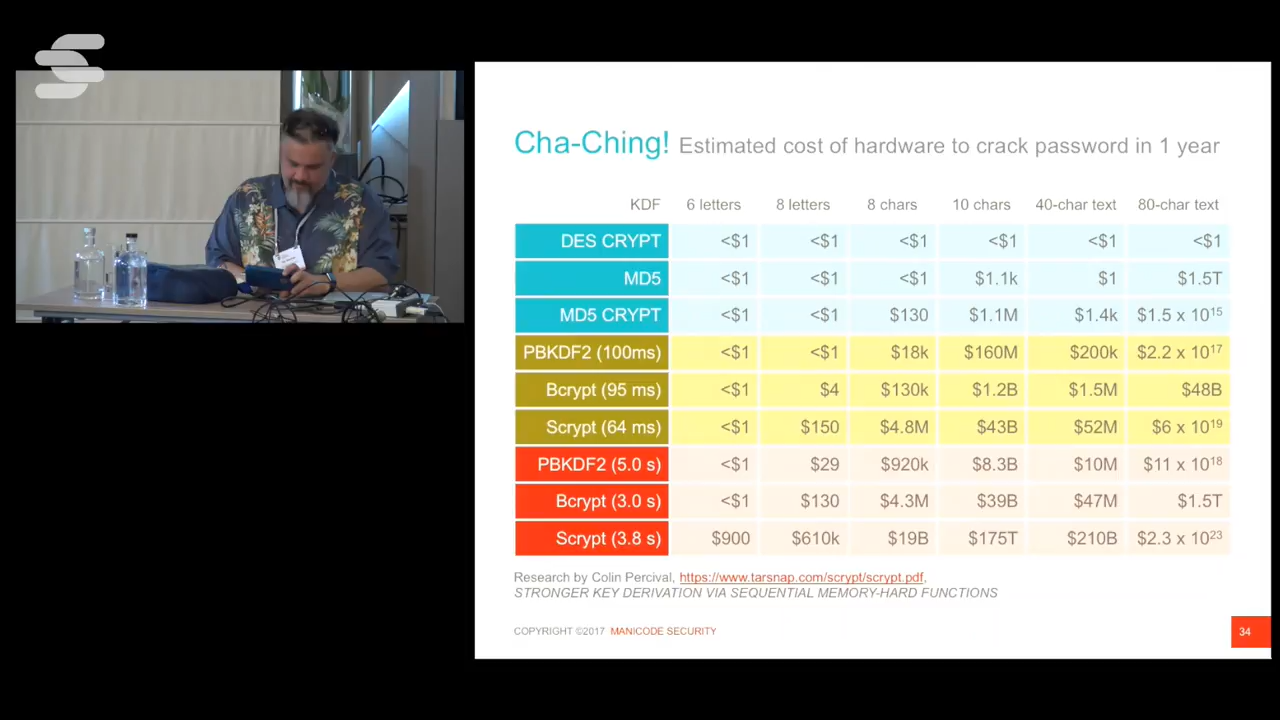 Cha-Ching! Estimated cost of hardware to crack password in 1 year
KDF 6 letters 8 letters 8 chars 10 chars 40-char text 80-char text
DES CRYPT <$1 <$1 <$1 <$1 <$1 <$1
MD5 <$1 <$1 <$1 $1.1k $1 $1.5T
MD5 CRYPT <$1 <$1 $130 $1.1M $1.4k $1.5 x 10¹⁵
PBKDF2 (100ms) <$1 <$1 $18k $160M $200k $2.2 x 10¹⁷
Bcrypt (95 ms) <$1 $4 $130k $1.2B $1.5M $48B
Scrypt (64 ms) <$1 $150 $4.8M $43B $52M $6 x 10¹⁹
PBKDF2 (5.0 s) <$1 $29 $920k $8.3B $10M $11 x 10¹⁸
Bcrypt (3.0 s) <$1 $130 $4.3M $39B $47M $1.5T
Scrypt (3.8 s) $900 $610k $19B $175T $210B $2.3 x 10²³
Research by Colin Percival, https://www.tarsnap.com/scrypt/scrypt.pdf,
STRONGER KEY DERIVATION VIA SEQUENTIAL MEMORY-HARD FUNCTIONS
COPYRIGHT ©2017 MANICODE SECURITY
34